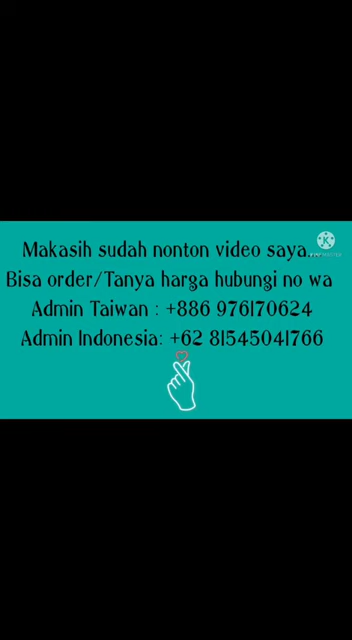 Makasih sudah nonton video saya...
Bisa order/Tanya harga hubungi no wa
Admin Taiwan : +886 976170624
Admin Indonesia: +62 81545041766